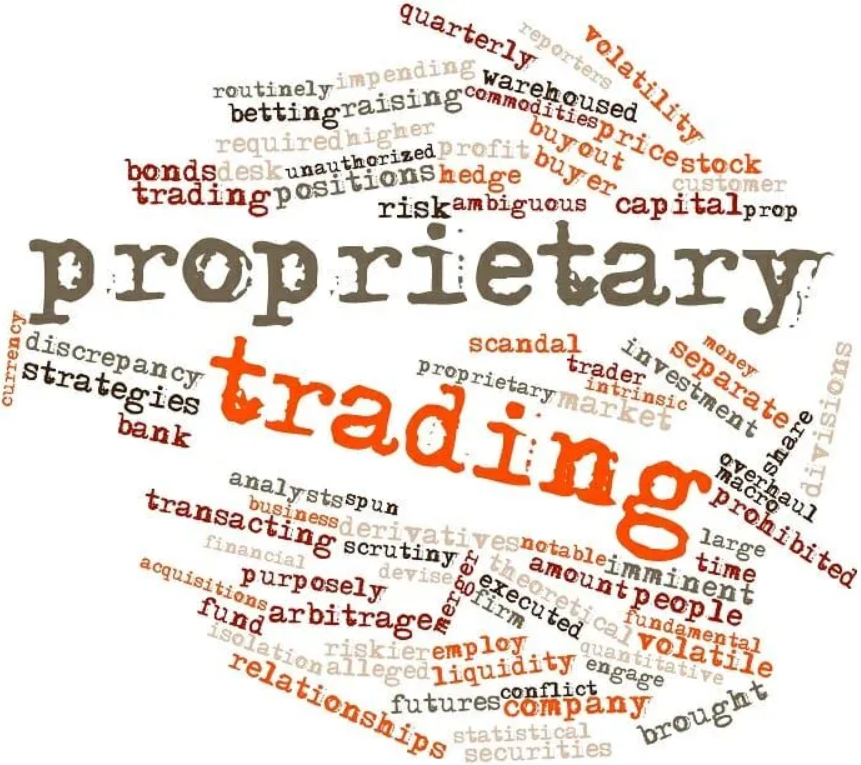 quarterly
reporters
volatility
routinely impending warehoused
betting raising commodities
required higher profit buyout price stock
bonds desk unauthorized buyer customer
trading positions hedge
risk ambiguous capital prop
proprietary
currency
discrepancy
strategies
bank
trading
scandal
trader
proprietary market intrinsic
investment
money
separate
share
divisions
overhaul
macro
prohibited
analysts spun
business
transacting derivatives notable large
financial scrutiny imminent time
acquisitions purposely devise go theoretical amount people
fund arbitrage merger executed
firm
fundamental
isolation riskier employ quantitative volatile
alleged liquidity engage
relationships
futures conflict company brought
statistical
securities